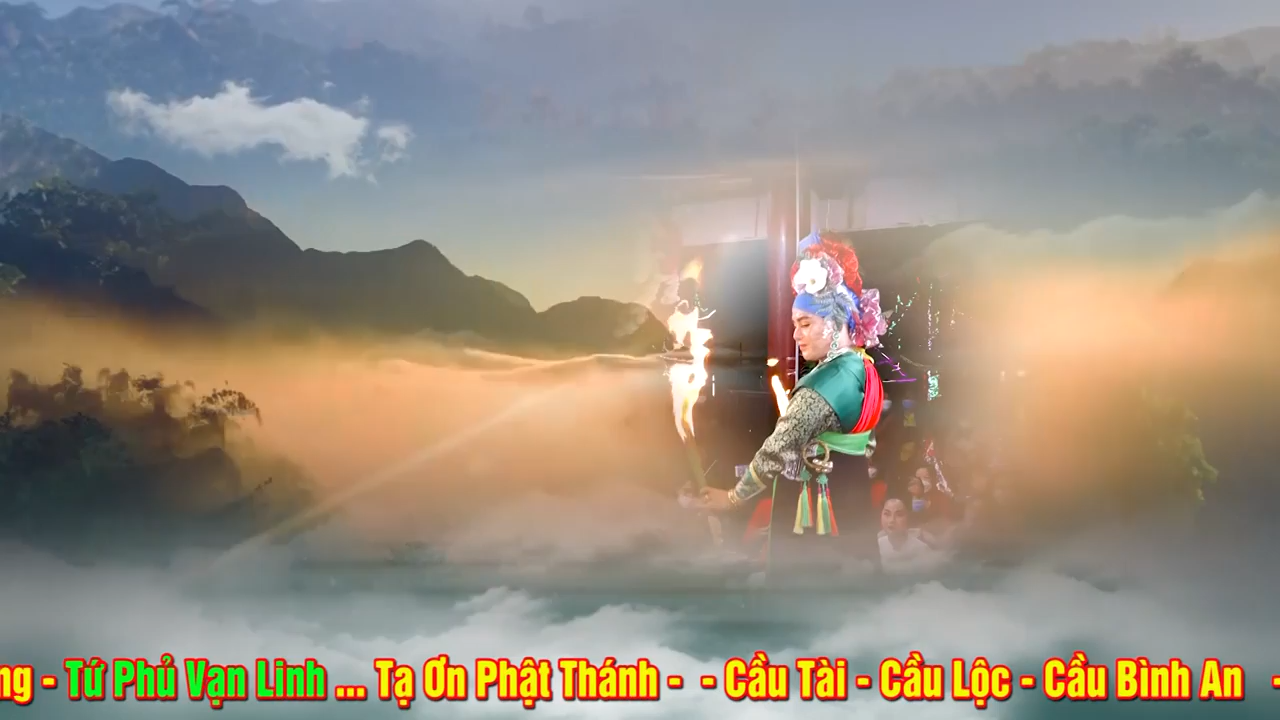 ng - Tứ Phủ Vạn Linh ... Tạ Ơn Phật Thánh - - Cầu Tài - Cầu Lộc - Cầu Bình An -